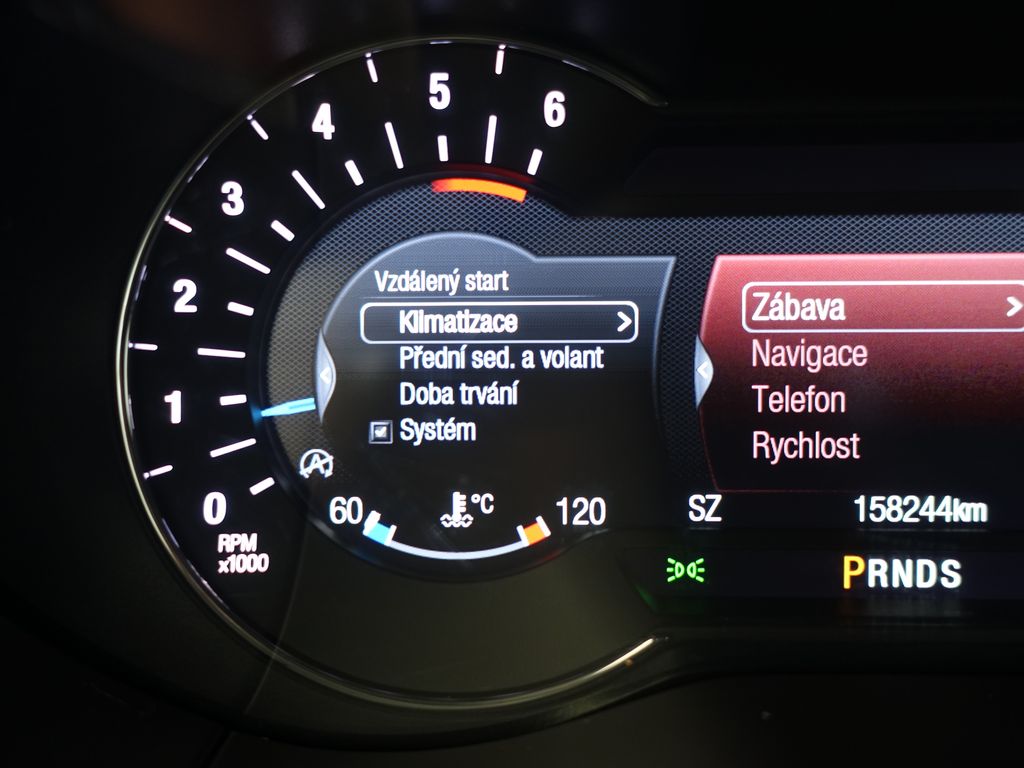 0
1
2
3
4
5
6
RPM
x1000
Vzdálený start
Klimatizace
Přední sed. a volant
Doba trvání
Systém
60
°C
120
Zábava
Navigace
Telefon
Rychlost
SZ
158244km
PRNDS